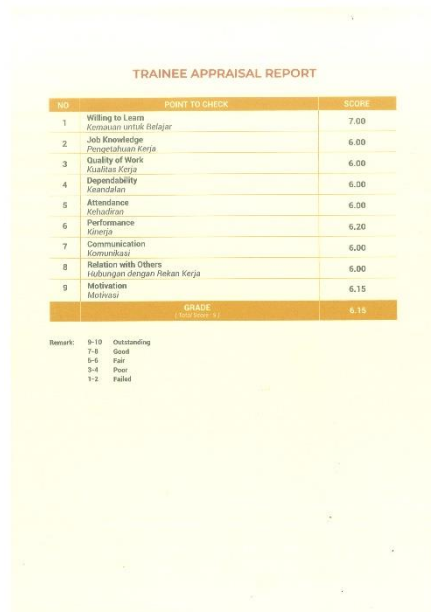 TRAINEE APPRAISAL REPORT
NO POINT TO CHECK SCORE
1 Willing to Learn 7.00
Kemauan untuk Belajar
2 Job Knowledge 6.00
Pengetahuan Kerja
3 Quality of Work 6.00
Kualitas Kerja
4 Dependability 6.00
Keandalan
5 Attendance 6.00
Kehadiran
6 Performance 6.20
Kinerja
7 Communication 6.00
Komunikasi
8 Relation with Others 6.00
Hubungan dengan Rekan Kerja
9 Motivation 6.15
Motivasi
GRADE 6.15
( Total Score : 9 )
Remark: 9-10 Outstanding
7-8 Good
5-6 Fair
3-4 Poor
1-2 Failed